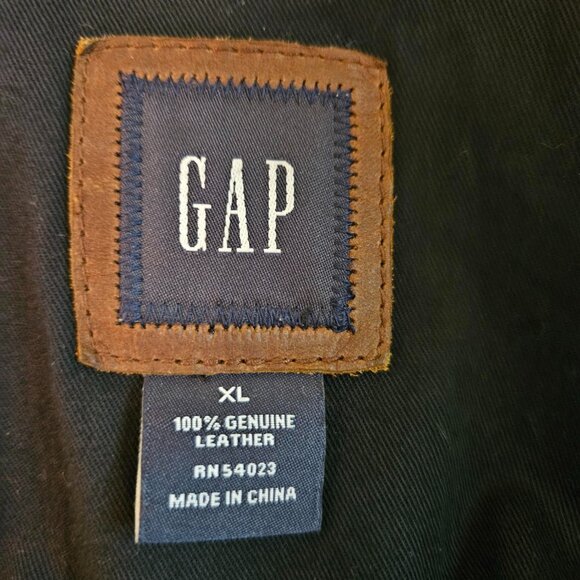 GAP
XL
100% GENUINE
LEATHER
RN 54023
MADE IN CHINA